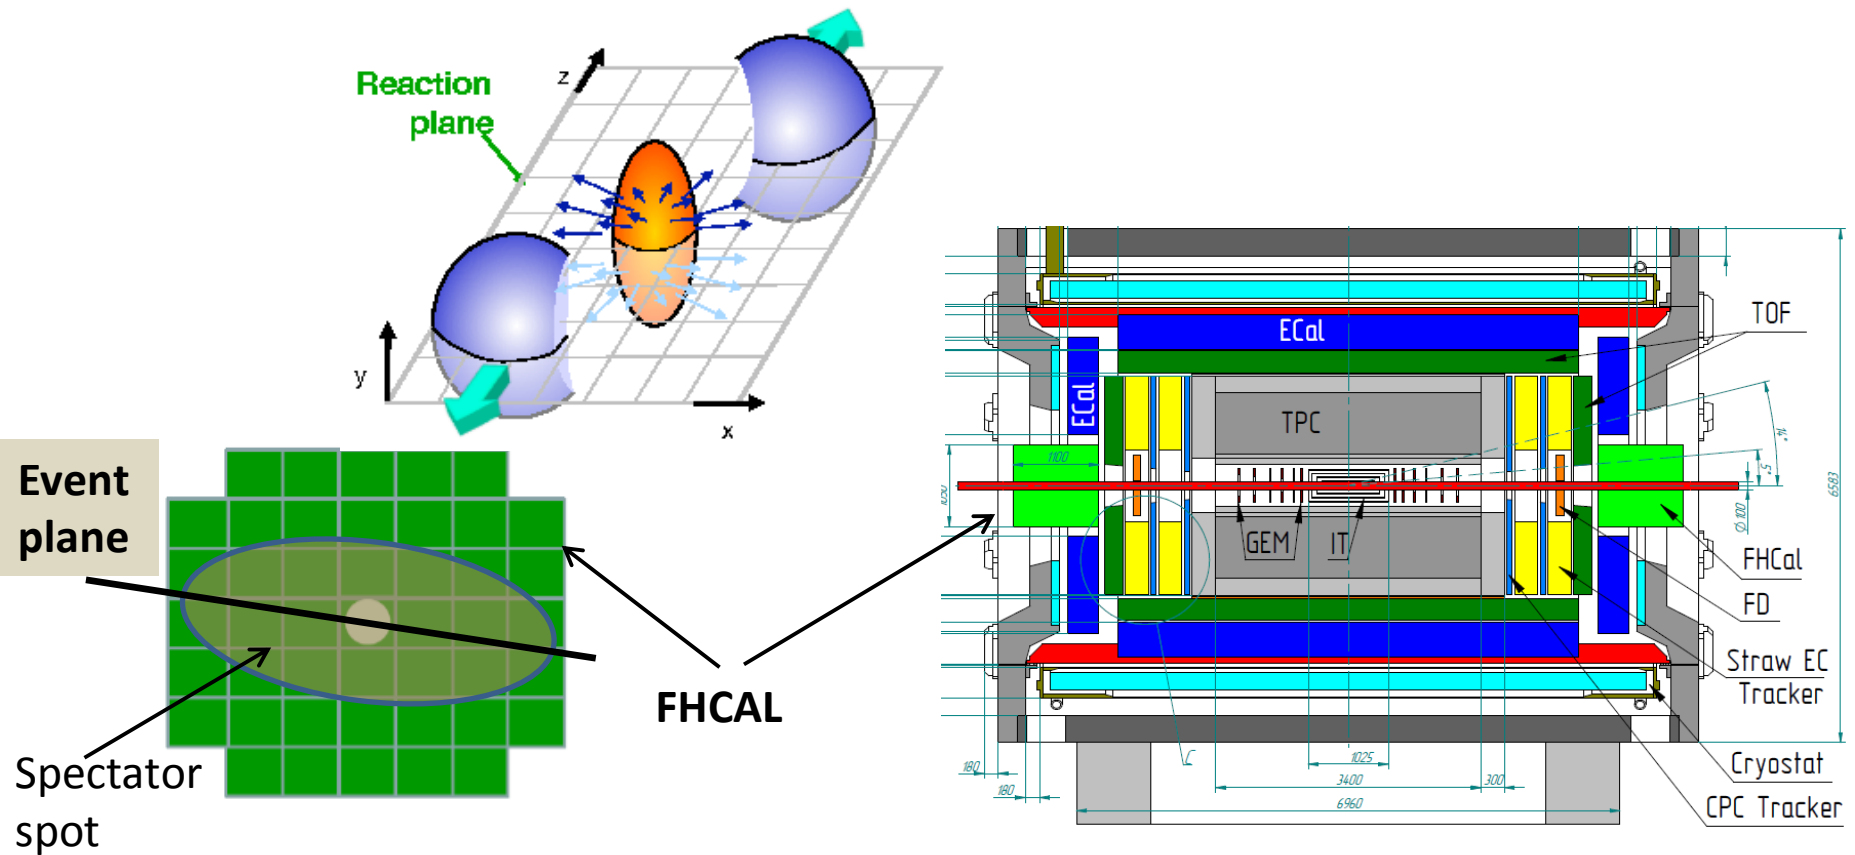 Reaction
plane
z
y
x
Event
plane
Spectator
spot
FHCAL
ECal
ECal
TPC
GEM
IT
TOF
FHCal
FD
Straw EC
Tracker
Cryostat
CPC Tracker
1100
6583
Ø100
C
180
180
1025
3400
300
6960